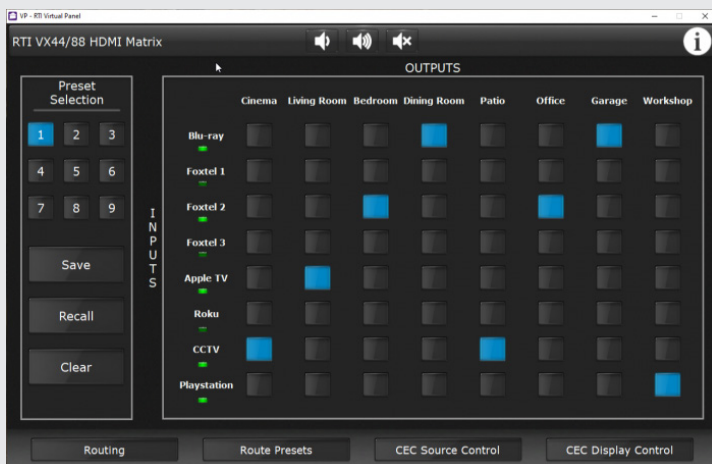 VP - RTI Virtual Panel
RTI VX44/88 HDMI Matrix
i
OUTPUTS
Preset
Selection
1 2 3
4 5 6
7 8 9
Save
Recall
Clear
INPUTS
Cinema Living Room Bedroom Dining Room Patio Office Garage Workshop
Blu-ray
Foxtel 1
Foxtel 2
Foxtel 3
Apple TV
Roku
CCTV
Playstation
Routing Route Presets CEC Source Control CEC Display Control